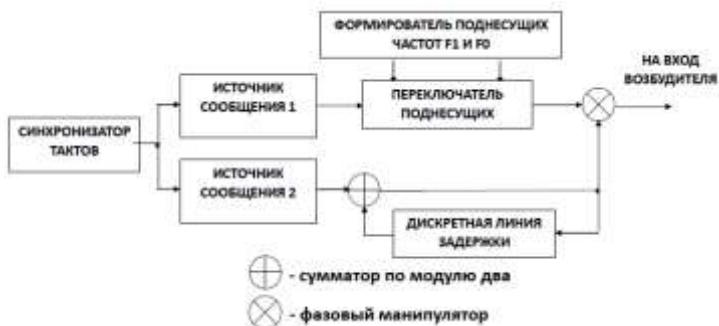 ФОРМИРОВАТЕЛЬ ПОДНЕСУЩИХ
ЧАСТОТ F1 И F0
НА ВХОД
ВОЗБУДИТЕЛЯ
ИСТОЧНИК
СООБЩЕНИЯ 1
ПЕРЕКЛЮЧАТЕЛЬ
ПОДНЕСУЩИХ
СИНХРОНИЗАТОР
ТАКТОВ
ИСТОЧНИК
СООБЩЕНИЯ 2
ДИСКРЕТНАЯ ЛИНИЯ
ЗАДЕРЖКИ
- сумматор по модулю два
- фазовый манипулятор